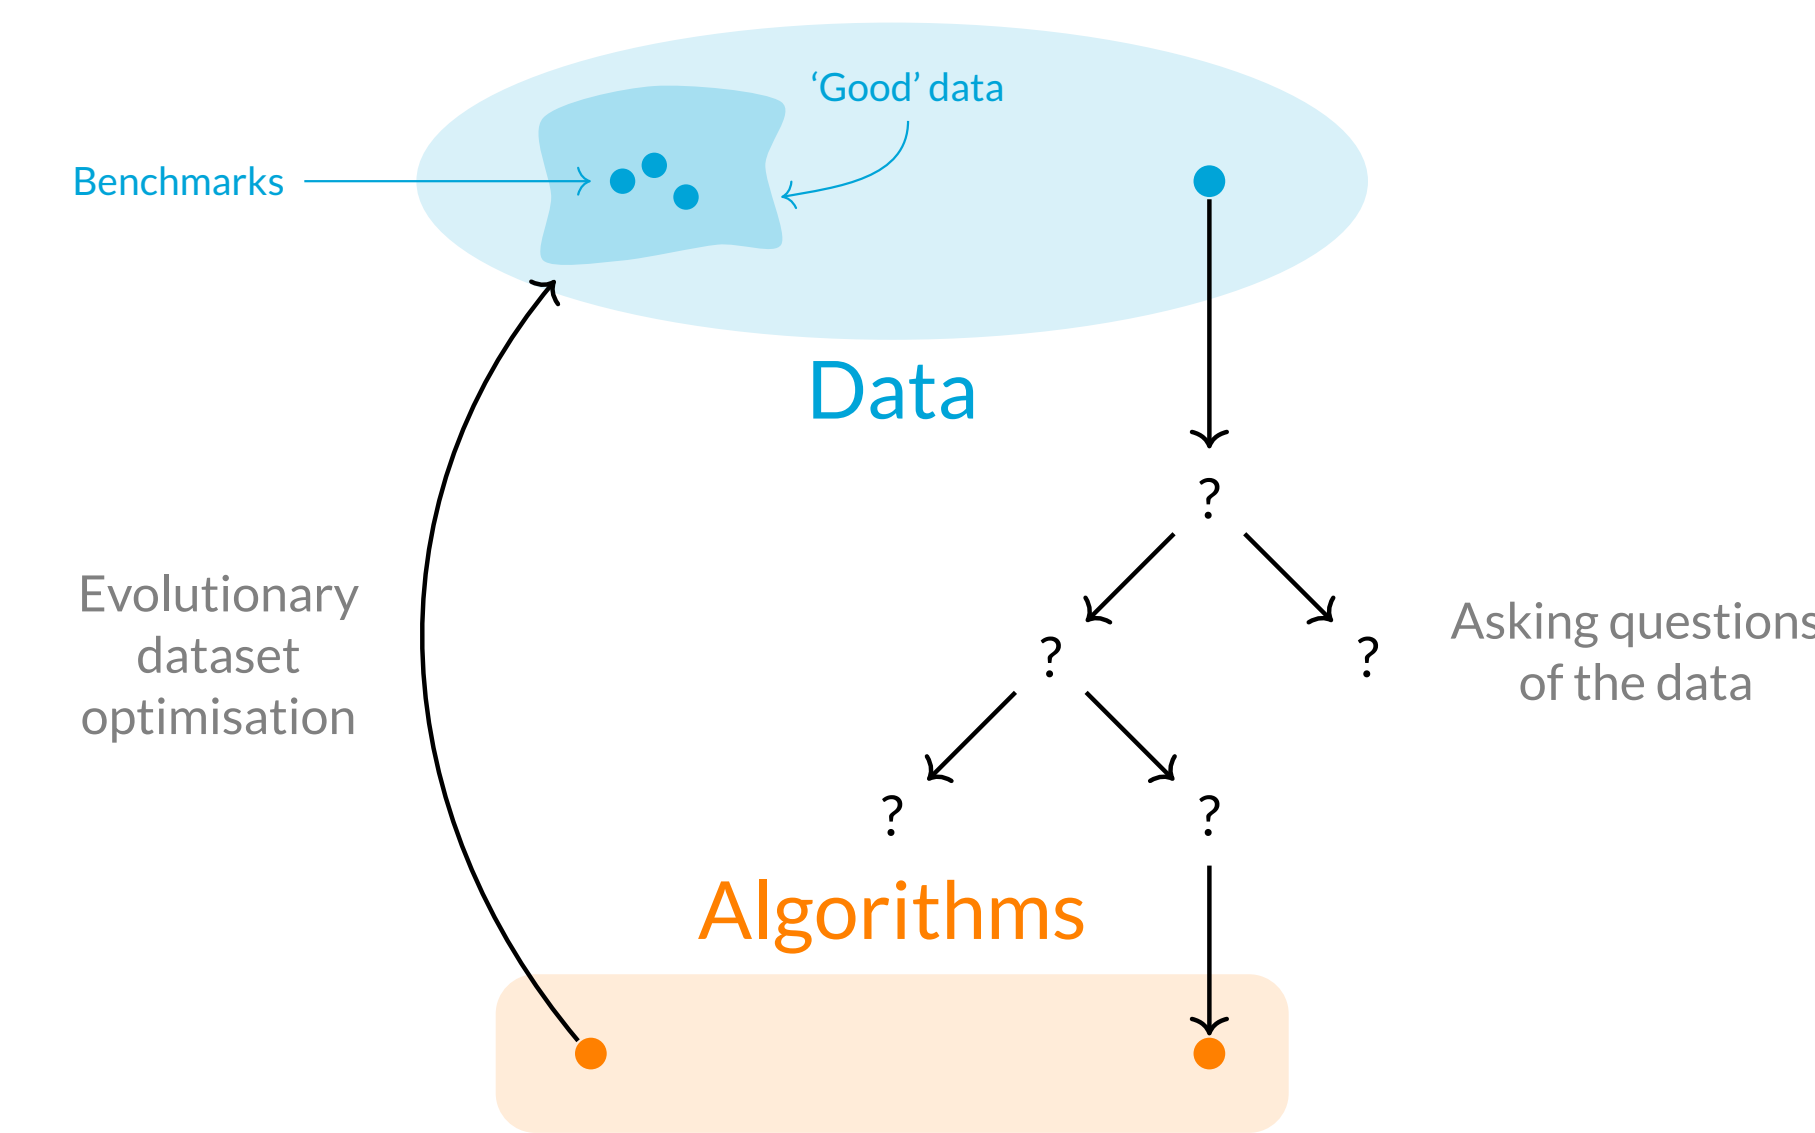 ‘Good’ data
Benchmarks
Data
?
Evolutionary
dataset
optimisation
Asking questions
of the data
? ?
? ?
Algorithms